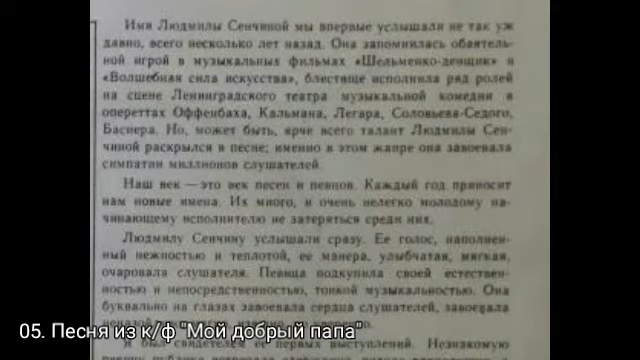 Имя Людмилы Сенчиной мы впервые услышали не так уж
давно, всего несколько лет назад. Она запомнилась обаятель-
ной игрой в музыкальных фильмах «Шельменко-денщик» и
«Волшебная сила искусства», блестяще исполнила ряд ролей
на сцене Ленинградского театра музыкальной комедии в
опереттах Оффенбаха, Кальмана, Легара, Соловьева-Седого,
Баснера. Но, может быть, ярче всего талант Людмилы Сен-
чиной раскрылся в песне; именно в этом жанре она завоевала
симпатии миллионов слушателей.
Наш век — это век песен и певцов. Каждый год приносит
нам новые имена. Их много, и очень нелегко молодому на-
чинающему исполнителю не затеряться среди них.
Людмилу Сенчину услышали сразу. Ее голос, наполнен-
ный нежностью и теплотой, ее манера, улыбчатая, мягкая,
очаровала слушателя. Певица подкупила своей естествен-
ностью и непосредственностью, тонкой музыкальностью. Она
буквально на глазах завоевала сердца слушателей, завоевала
05. Песня из к/ф "Мой добрый папа"
Я был свидетелем ее первых выступлений. Незнакомую